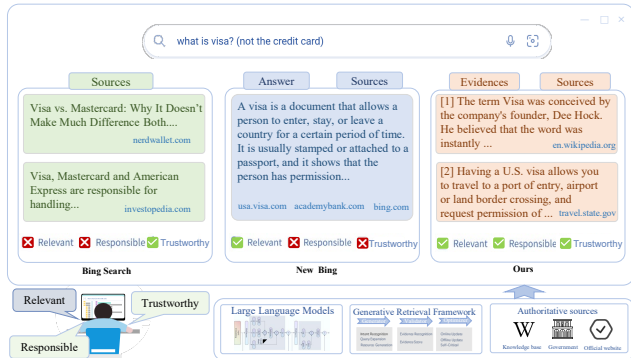 what is visa? (not the credit card)
Sources
Visa vs. Mastercard: Why It Doesn't
Make Much Difference Both....
nerdwallet.com
Visa, Mastercard and American
Express are responsible for
handling...
investopedia.com
Relevant Responsible Trustworthy
Bing Search
Answer Sources
A visa is a document that allows a
person to enter, stay, or leave a
country for a certain period of time.
It is usually stamped or attached to a
passport, and it shows that the
person has permission...
usa.visa.com academybank.com bing.com
Relevant Responsible Trustworthy
New Bing
Evidences Sources
[1] The term Visa was conceived by
the company's founder, Dee Hock.
He believed that the word was
instantly ... en.wikipedia.org
[2] Having a U.S. visa allows you
to travel to a port of entry, airport
or land border crossing, and
request permission of ... travel.state.gov
Relevant Responsible Trustworthy
Ours
Relevant
Trustworthy
Responsible
Large Language Models
Generative Retrieval Framework
Authoritative sources
W
Knowledge base Government Official website